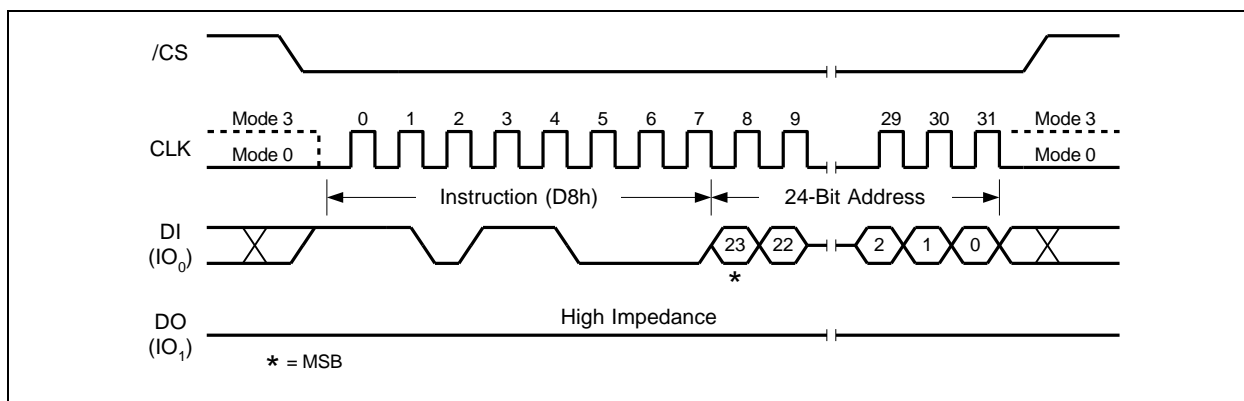 /CS
Mode 3 0 1 2 3 4 5 6 7 8 9 29 30 31 Mode 3
CLK
Mode 0 Mode 0
Instruction (D8h) 24-Bit Address
DI
(IO₀)
23 22 2 1 0
*
High Impedance
DO
(IO₁)
* = MSB